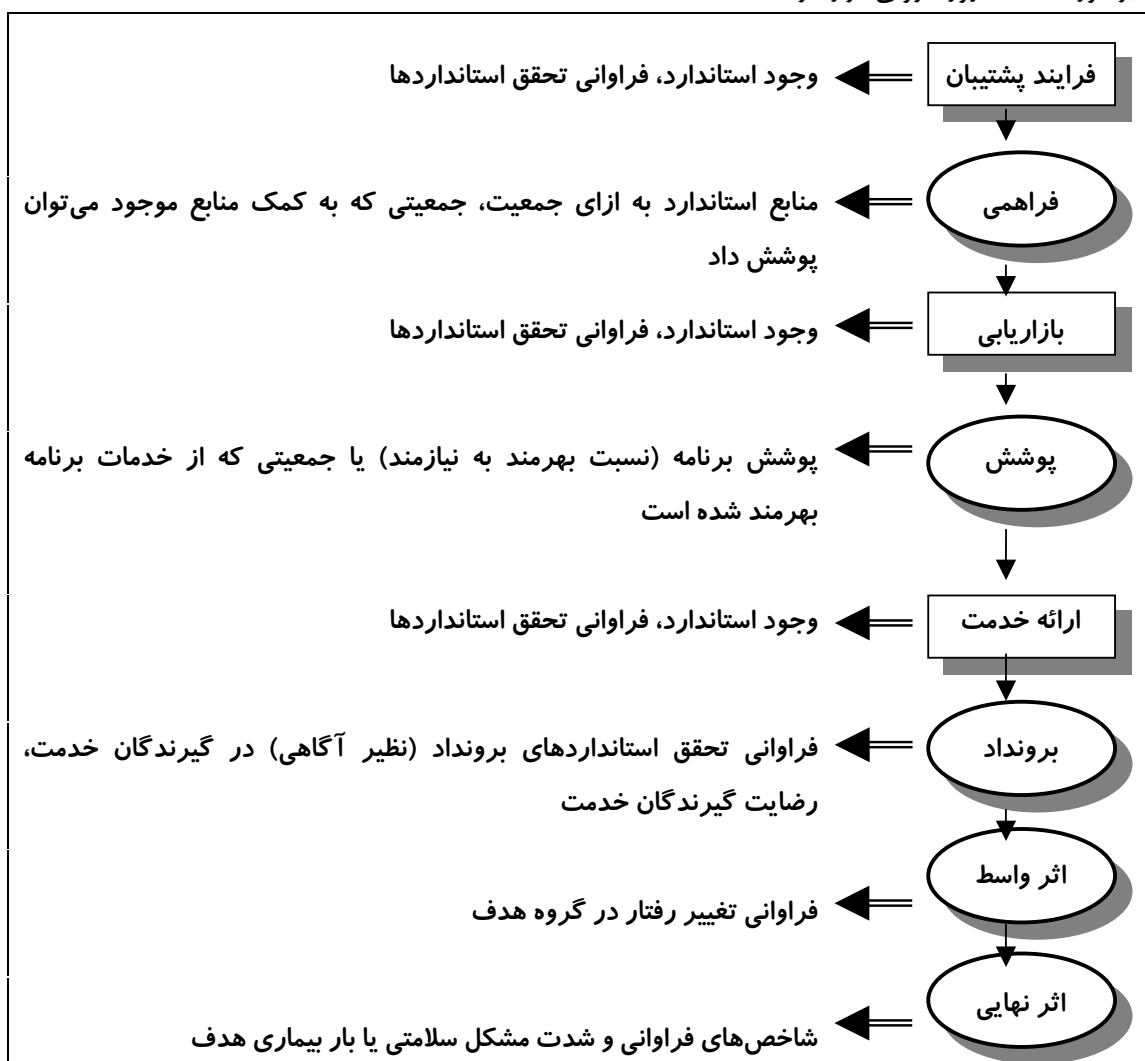 فرایند پشتیبان
وجود استاندارد، فراوانی تحقق استانداردها
فراهمی
منابع استاندارد به ازای جمعیت، جمعیتی که به کمک منابع موجود می‌توان
پوشش داد
بازاریابی
وجود استاندارد، فراوانی تحقق استانداردها
پوشش
پوشش برنامه (نسبت بهرمند به نیازمند) یا جمعیتی که از خدمات برنامه
بهرمند شده است
ارائه خدمت
وجود استاندارد، فراوانی تحقق استانداردها
برونداد
فراوانی تحقق استانداردهای برونداد (نظیر آگاهی) در گیرندگان خدمت،
رضایت گیرندگان خدمت
اثر واسط
فراوانی تغییر رفتار در گروه هدف
اثر نهایی
شاخص‌های فراوانی و شدت مشکل سلامتی یا بار بیماری هدف